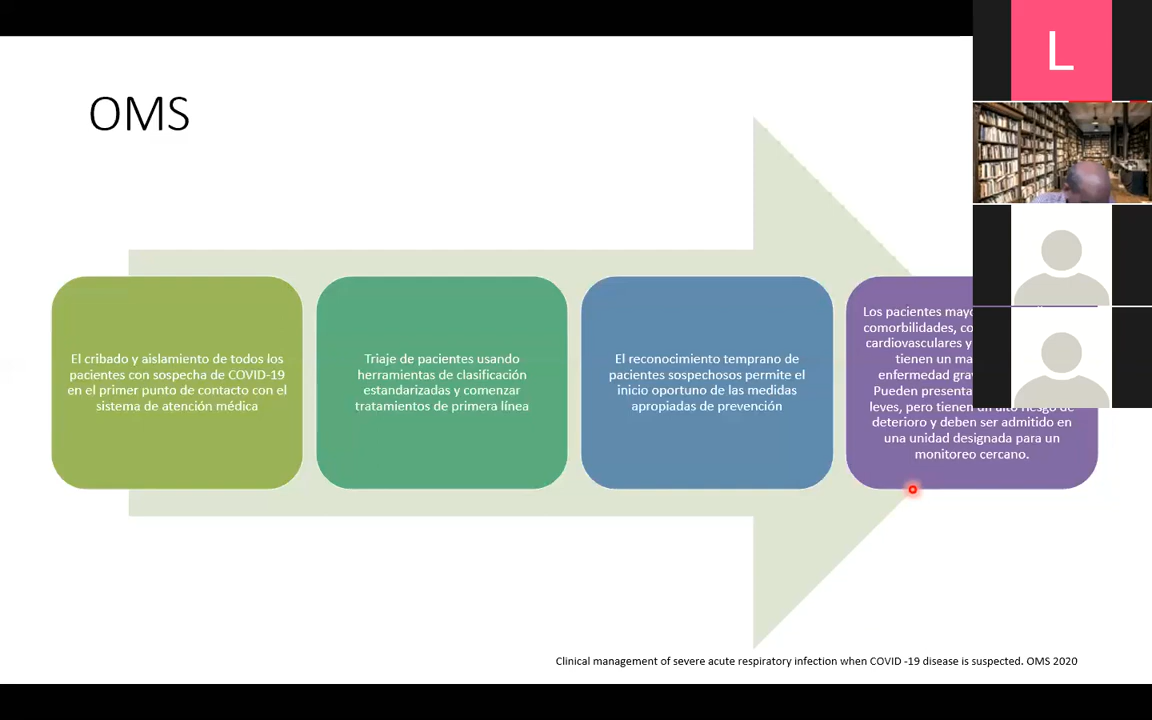 OMS
L
El cribado y aislamiento de todos los
pacientes con sospecha de COVID-19
en el primer punto de contacto con el
sistema de atención médica
Triaje de pacientes usando
herramientas de clasificación
estandarizadas y comenzar
tratamientos de primera línea
El reconocimiento temprano de
pacientes sospechosos permite el
inicio oportuno de las medidas
apropiadas de prevención
Los pacientes
comorbilidades,
cardiovasculares y
tienen un
enfermedad
Pueden
leves, pero tienen un alto riesgo de
deterioro y deben ser admitido en
una unidad designada para un
monitoreo cercano.
Clinical management of severe acute respiratory infection when COVID -19 disease is suspected. OMS 2020